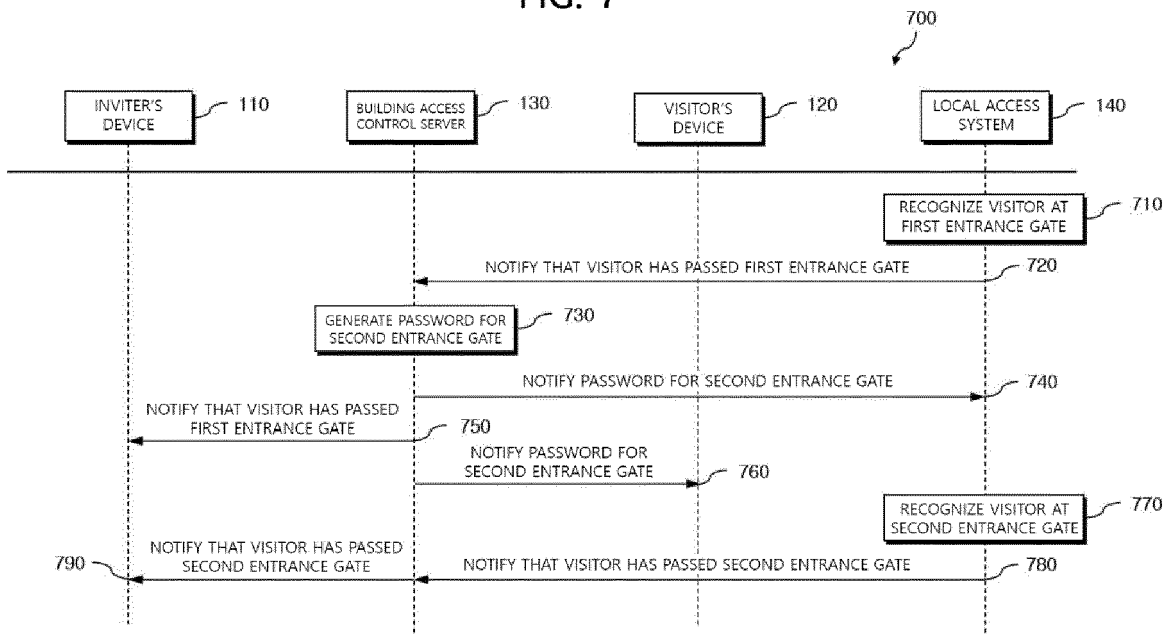 FIG. 7
700
INVITER'S
DEVICE
110
BUILDING ACCESS
CONTROL SERVER
130
VISITOR'S
DEVICE
120
LOCAL ACCESS
SYSTEM
140
RECOGNIZE VISITOR AT
FIRST ENTRANCE GATE
710
NOTIFY THAT VISITOR HAS PASSED FIRST ENTRANCE GATE
720
GENERATE PASSWORD FOR
SECOND ENTRANCE GATE
730
NOTIFY PASSWORD FOR SECOND ENTRANCE GATE
740
NOTIFY THAT VISITOR HAS PASSED
FIRST ENTRANCE GATE
750
NOTIFY PASSWORD FOR
SECOND ENTRANCE GATE
760
RECOGNIZE VISITOR AT
SECOND ENTRANCE GATE
770
NOTIFY THAT VISITOR HAS PASSED
SECOND ENTRANCE GATE
790
NOTIFY THAT VISITOR HAS PASSED SECOND ENTRANCE GATE
780